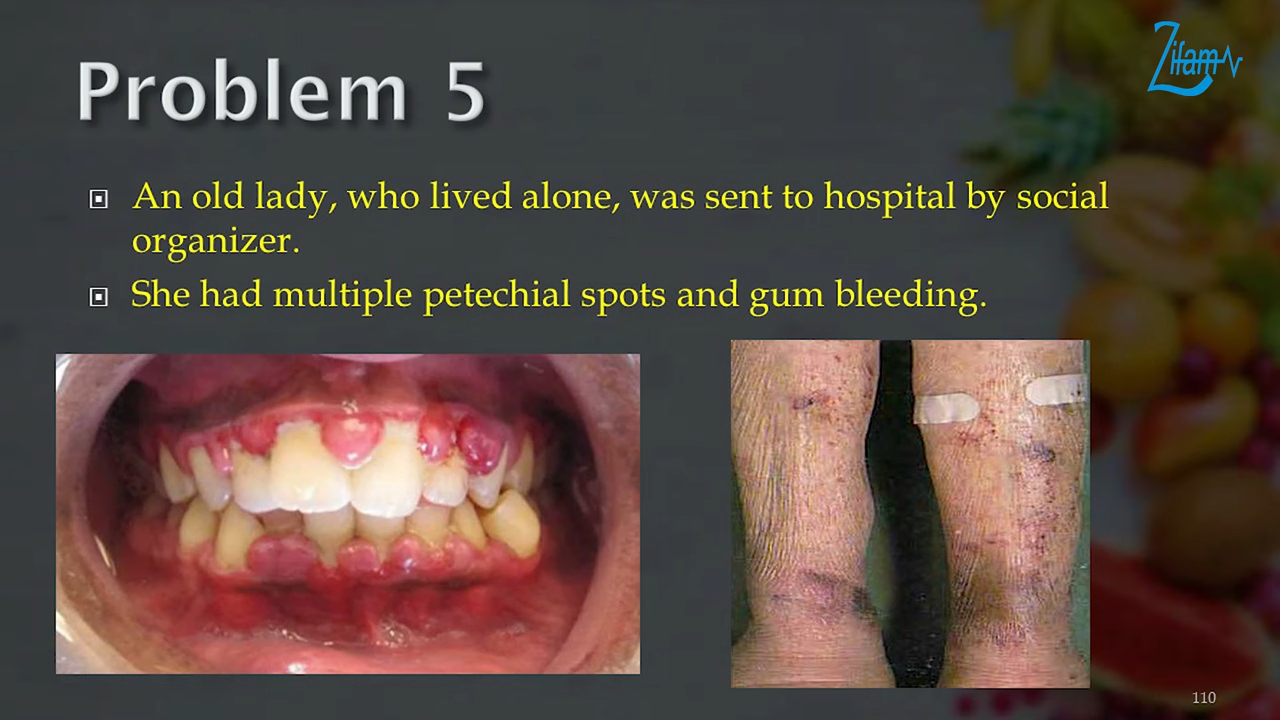 Zifam
Problem 5
An old lady, who lived alone, was sent to hospital by social
organizer.
She had multiple petechial spots and gum bleeding.
110